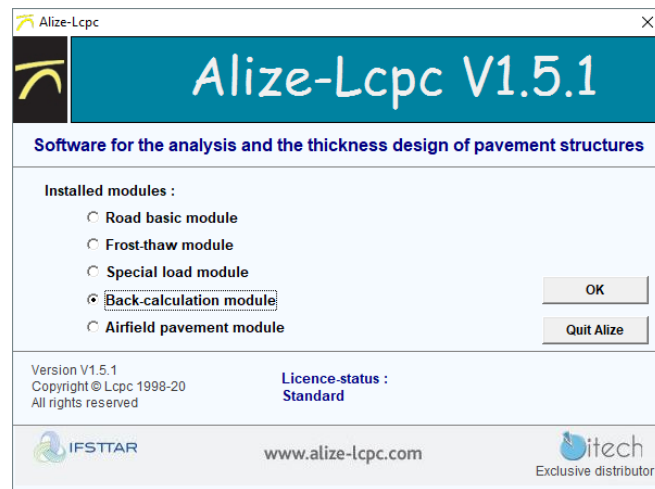 Alize-Lcpc
Alize-Lcpc V1.5.1
Software for the analysis and the thickness design of pavement structures
Installed modules :
Road basic module
Frost-thaw module
Special load module
Back-calculation module
Airfield pavement module
OK
Quit Alize
Version V1.5.1
Copyright © Lcpc 1998-20
All rights reserved
Licence-status :
Standard
IFSTTAR
www.alize-lcpc.com
itech
Exclusive distributor